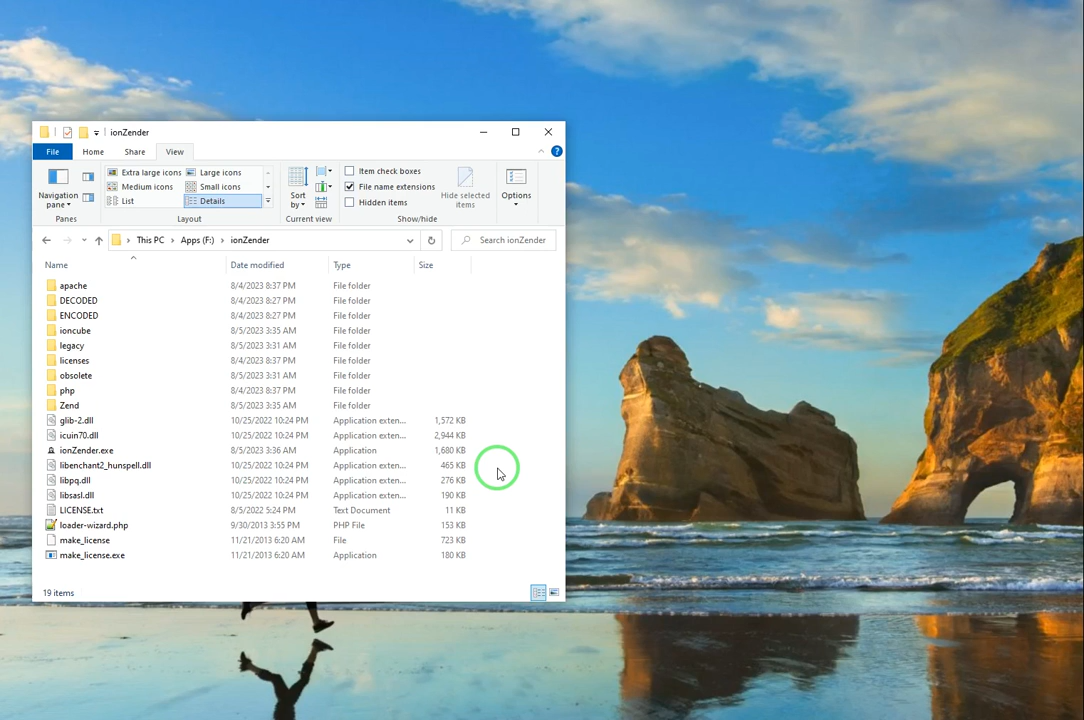 ionZender
File Home Share View
Navigation pane
Panes
Extra large icons Large icons
Medium icons Small icons
List Details
Layout
Sort by
Current view
Item check boxes
File name extensions
Hidden items
Hide selected items
Show/hide
Options
This PC Apps (F:) ionZender Search ionZender
Name Date modified Type Size
apache 8/4/2023 8:37 PM File folder
DECODED 8/4/2023 8:27 PM File folder
ENCODED 8/4/2023 8:27 PM File folder
ioncube 8/5/2023 3:35 AM File folder
legacy 8/5/2023 3:31 AM File folder
licenses 8/4/2023 8:37 PM File folder
obsolete 8/5/2023 3:31 AM File folder
php 8/4/2023 8:37 PM File folder
Zend 8/5/2023 3:35 AM File folder
glib-2.dll 10/25/2022 10:24 PM Application exten... 1,572 KB
icuin70.dll 10/25/2022 10:24 PM Application exten... 2,944 KB
ionZender.exe 8/5/2023 3:36 AM Application 1,680 KB
libenchant2_hunspell.dll 10/25/2022 10:24 PM Application exten... 465 KB
libpq.dll 10/25/2022 10:24 PM Application exten... 276 KB
libsasl.dll 10/25/2022 10:24 PM Application exten... 190 KB
LICENSE.txt 8/5/2022 5:24 PM Text Document 11 KB
loader-wizard.php 9/30/2013 3:55 PM PHP File 153 KB
make_license 11/21/2013 6:20 AM File 723 KB
make_license.exe 11/21/2013 6:20 AM Application 180 KB
19 items